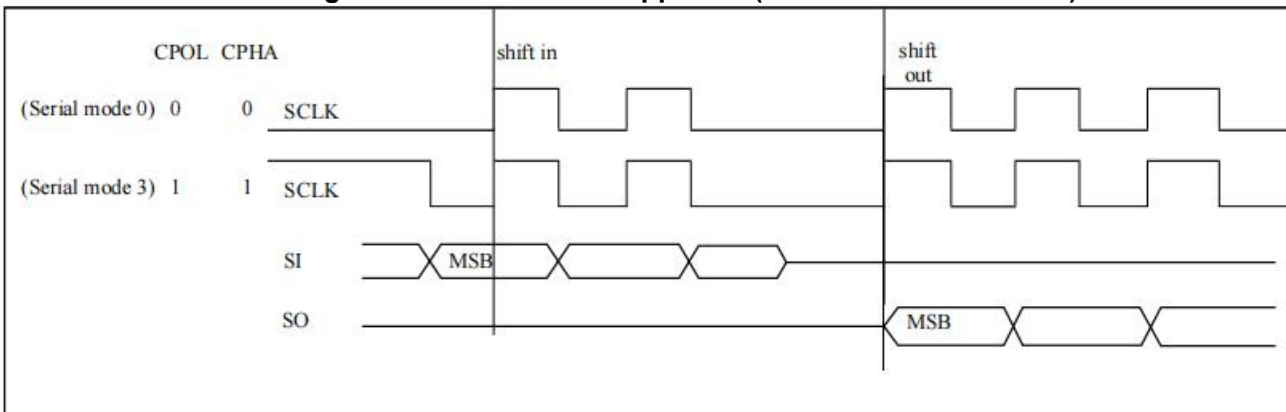 CPOL CPHA
shift in
shift
out
(Serial mode 0) 0 0 SCLK
(Serial mode 3) 1 1 SCLK
SI MSB
SO MSB